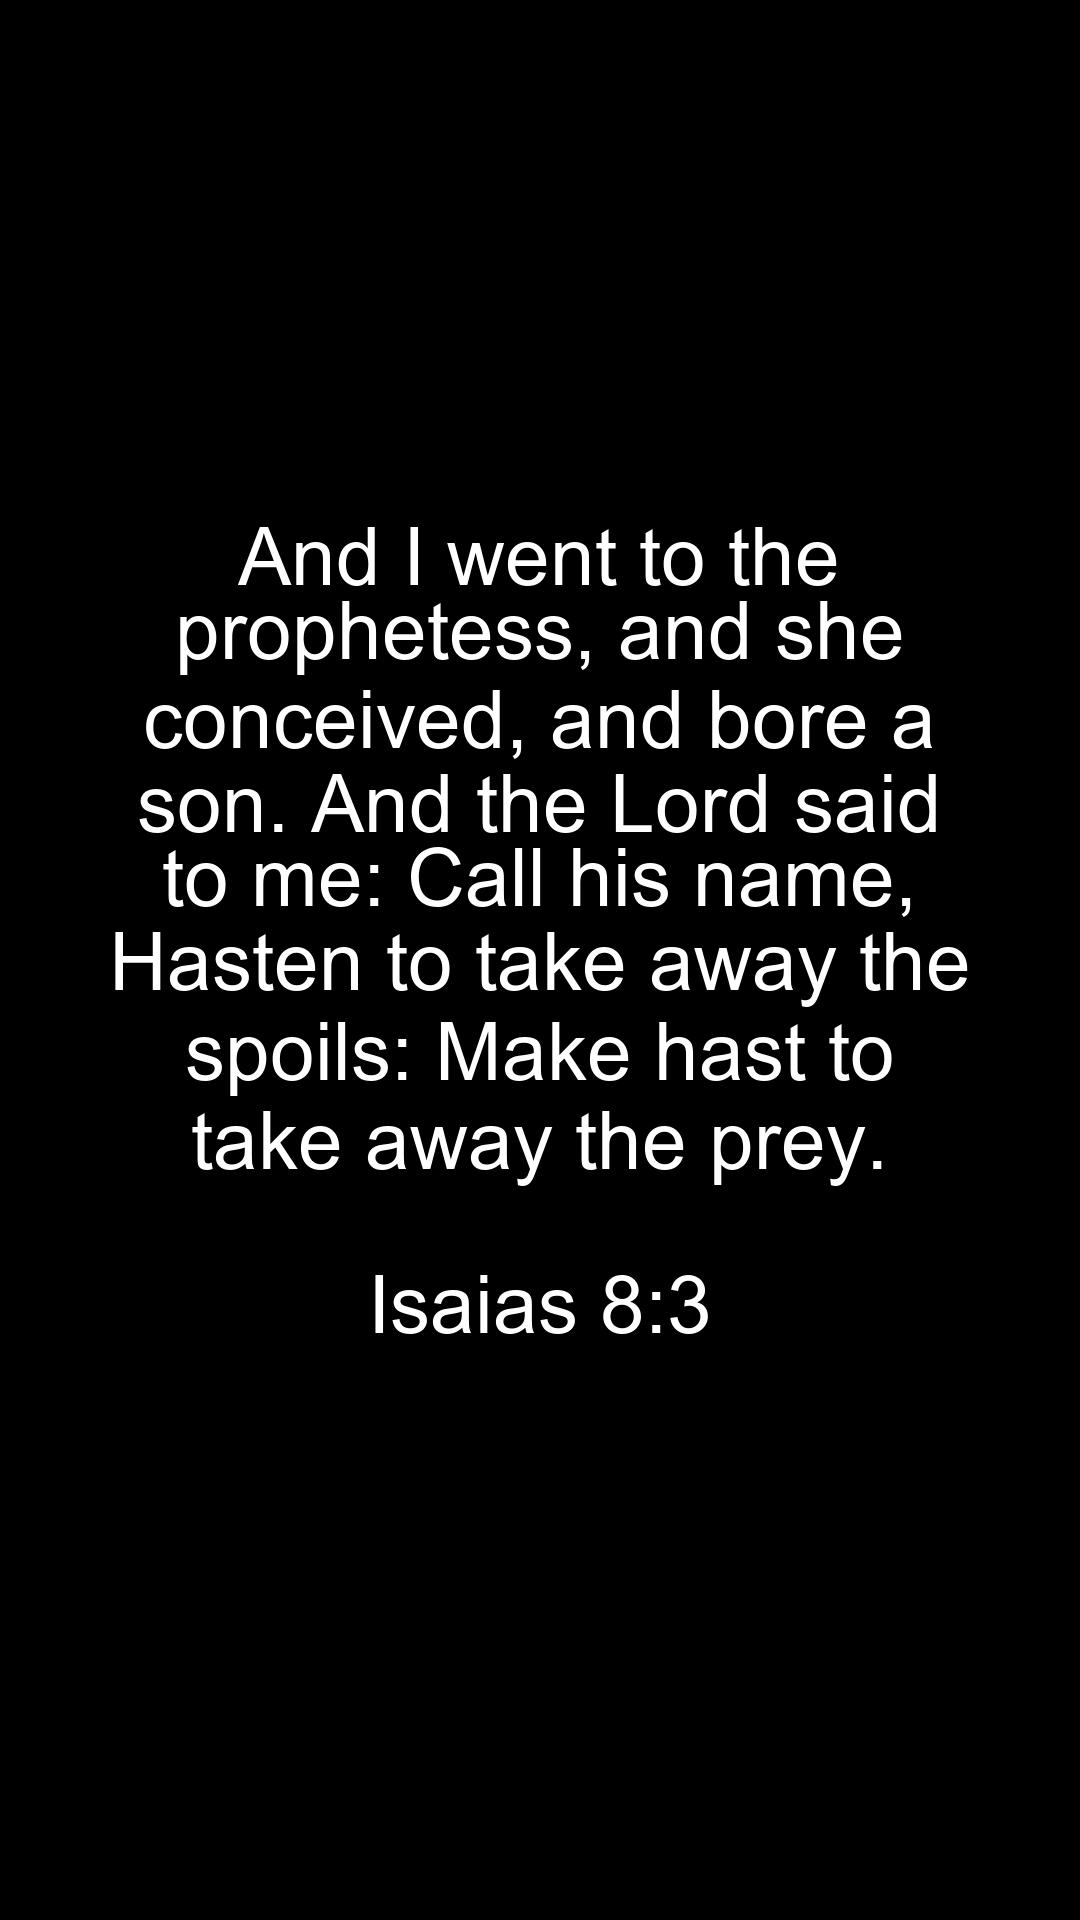 And I went to the
prophetess, and she
conceived, and bore a
son. And the Lord said
to me: Call his name,
Hasten to take away the
spoils: Make hast to
take away the prey.
Isaias 8:3